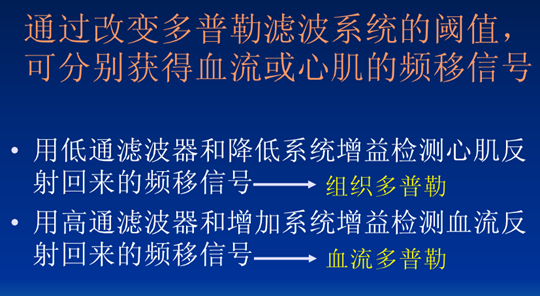 通过改变多普勒滤波系统的阈值，
可分别获得血流或心肌的频移信号
• 用低通滤波器和降低系统增益检测心肌反
射回来的频移信号 → 组织多普勒
• 用高通滤波器和增加系统增益检测血流反
射回来的频移信号 → 血流多普勒